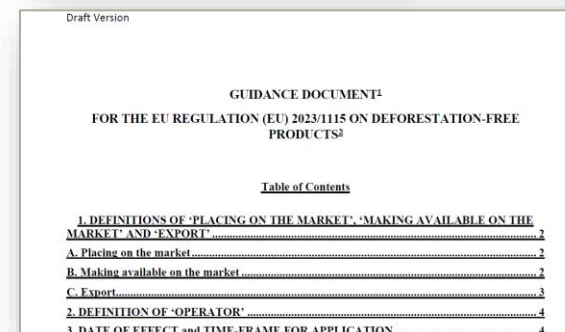 Draft Version
GUIDANCE DOCUMENT1
FOR THE EU REGULATION (EU) 2023/1115 ON DEFORESTATION-FREE
PRODUCTS2
Table of Contents
1. DEFINITIONS OF ‘PLACING ON THE MARKET’, ‘MAKING AVAILABLE ON THE
MARKET’ AND ‘EXPORT’ ... 2
A. Placing on the market ... 2
B. Making available on the market ... 2
C. Export ... 3
2. DEFINITION OF ‘OPERATOR’ ... 4
3. DATE OF EFFECT and TIME-FRAME FOR APPLICATION ... 4